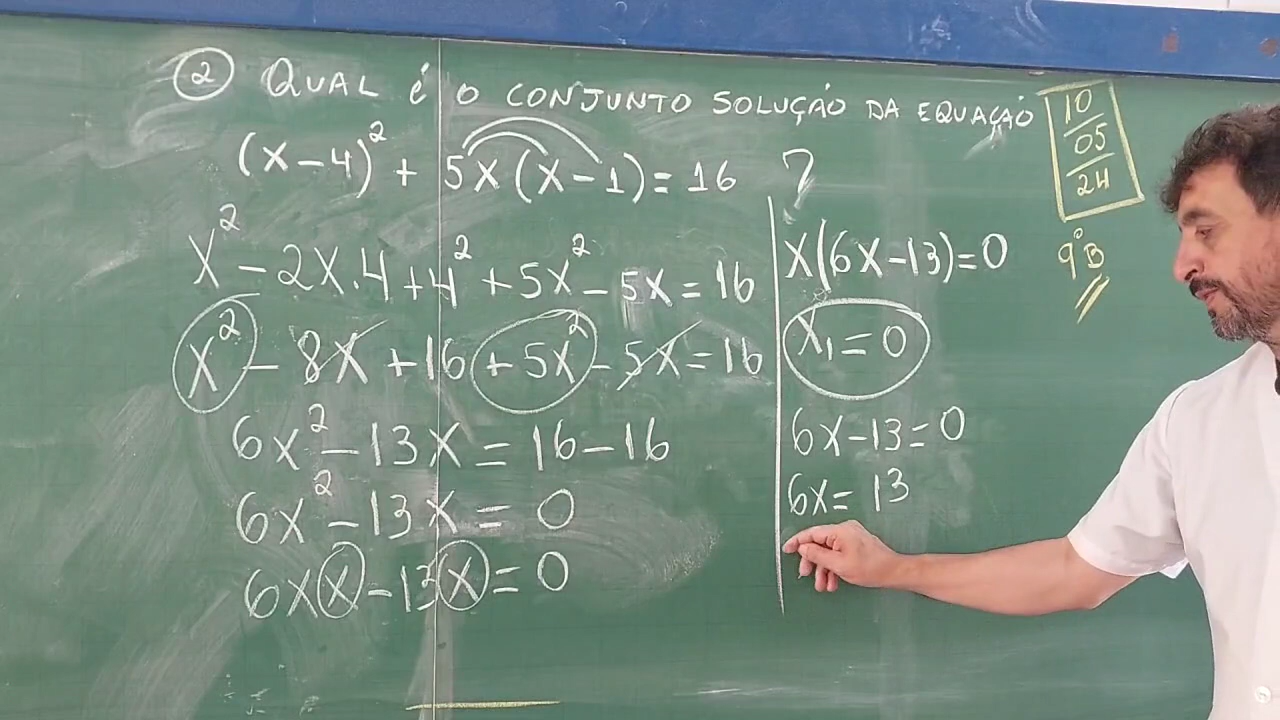 ② QUAL é O CONJUNTO SOLUÇÃO DA EQUAÇÃO
(x-4)² + 5x(x-1)=16 ?
x² - 2x.4 + 4² + 5x² - 5x = 16
x² - 8x + 16 + 5x² - 5x = 16
6x² - 13x = 16 - 16
6x² - 13x = 0
6xx - 13x = 0
x(6x-13)=0
x₁ = 0
6x-13=0
6x= 13
10
05
24
9ºB